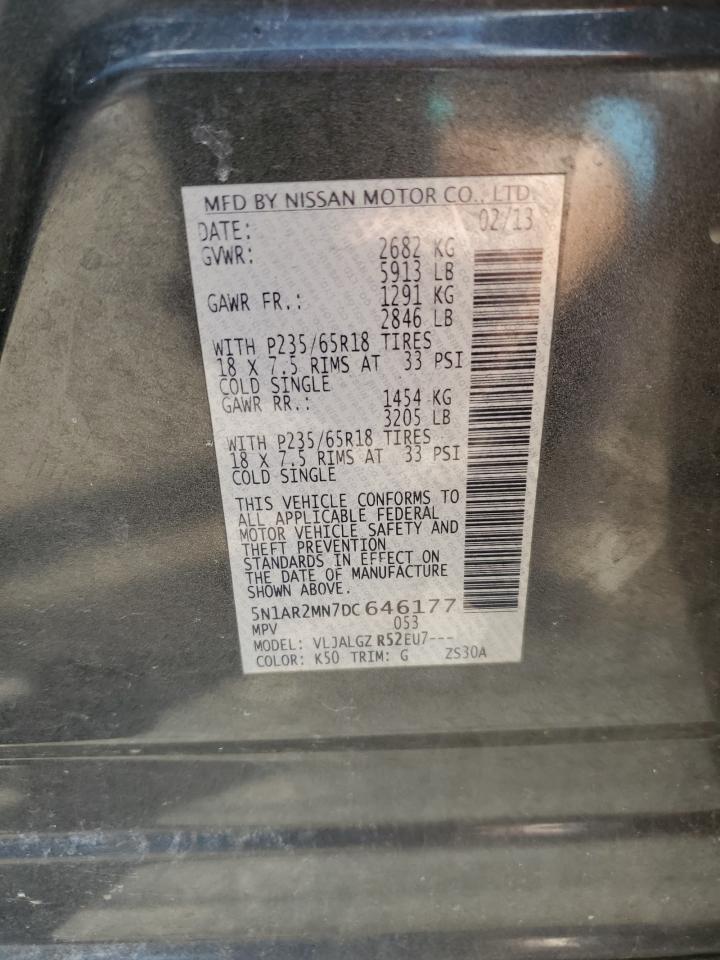 MFD BY NISSAN MOTOR CO., LTD.
DATE: 02/13
GVWR: 2682 KG
5913 LB
GAWR FR.: 1291 KG
2846 LB
WITH P235/65R18 TIRES
18 X 7.5 RIMS AT 33 PSI
COLD SINGLE
GAWR RR.: 1454 KG
3205 LB
WITH P235/65R18 TIRES
18 X 7.5 RIMS AT 33 PSI
COLD SINGLE
THIS VEHICLE CONFORMS TO
ALL APPLICABLE FEDERAL
MOTOR VEHICLE SAFETY AND
THEFT PREVENTION
STANDARDS IN EFFECT ON
THE DATE OF MANUFACTURE
SHOWN ABOVE.
5N1AR2MN7DC646177
MPV 053
MODEL: VLJALGZ R52EU7---
COLOR: K50 TRIM: G ZS30A